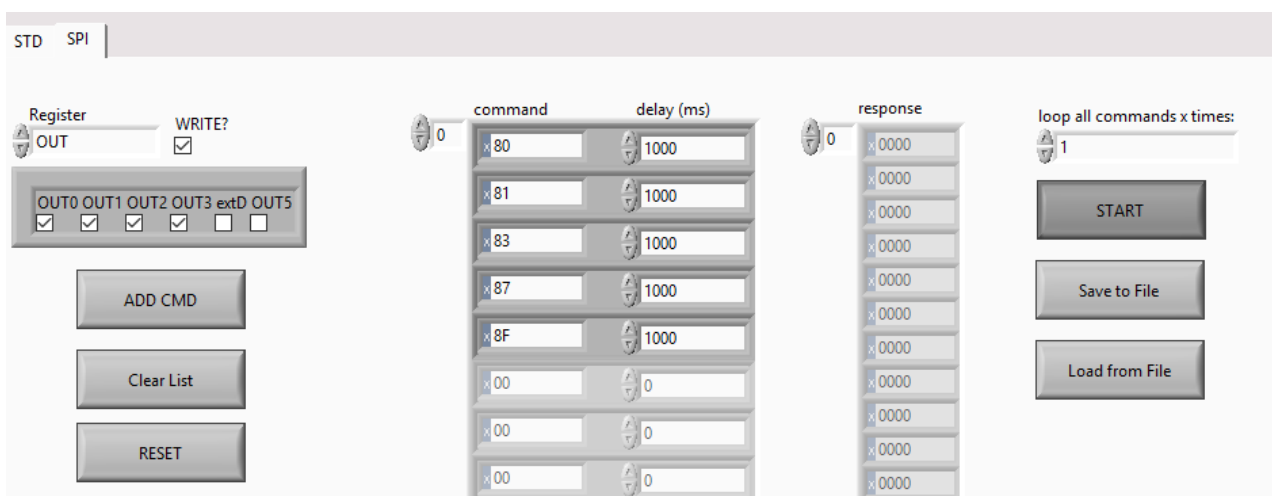 STD SPI
Register
OUT
WRITE?
OUT0 OUT1 OUT2 OUT3 extD OUT5
ADD CMD
Clear List
RESET
command delay (ms)
0
x 80 1000
x 81 1000
x 83 1000
x 87 1000
x 8F 1000
x 00 0
x 00 0
x 00 0
response
0
x 0000
x 0000
x 0000
x 0000
x 0000
x 0000
x 0000
x 0000
x 0000
x 0000
x 0000
loop all commands x times:
1
START
Save to File
Load from File